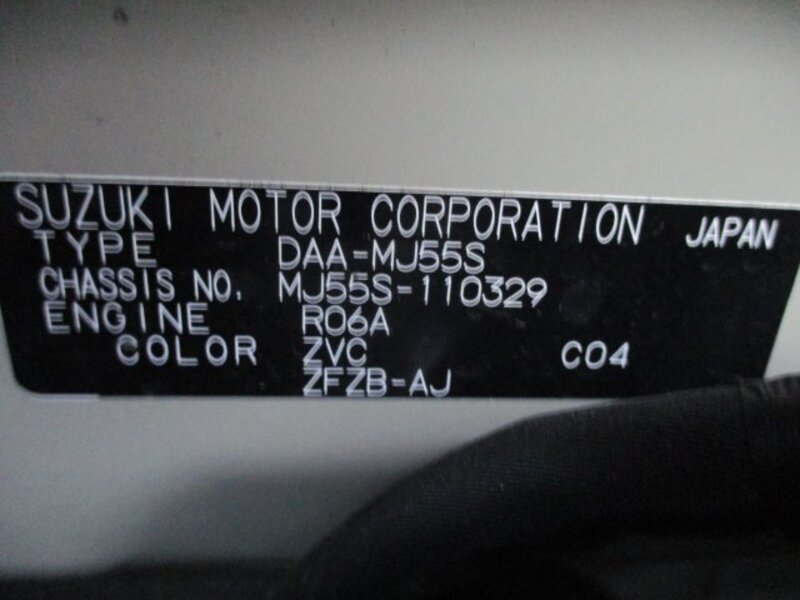 SUZUKI MOTOR CORPORATION JAPAN
TYPE DAA-MJ55S
CHASSIS NO. MJ55S-110329
ENGINE R06A
COLOR ZVC C04
ZFZB-AJ